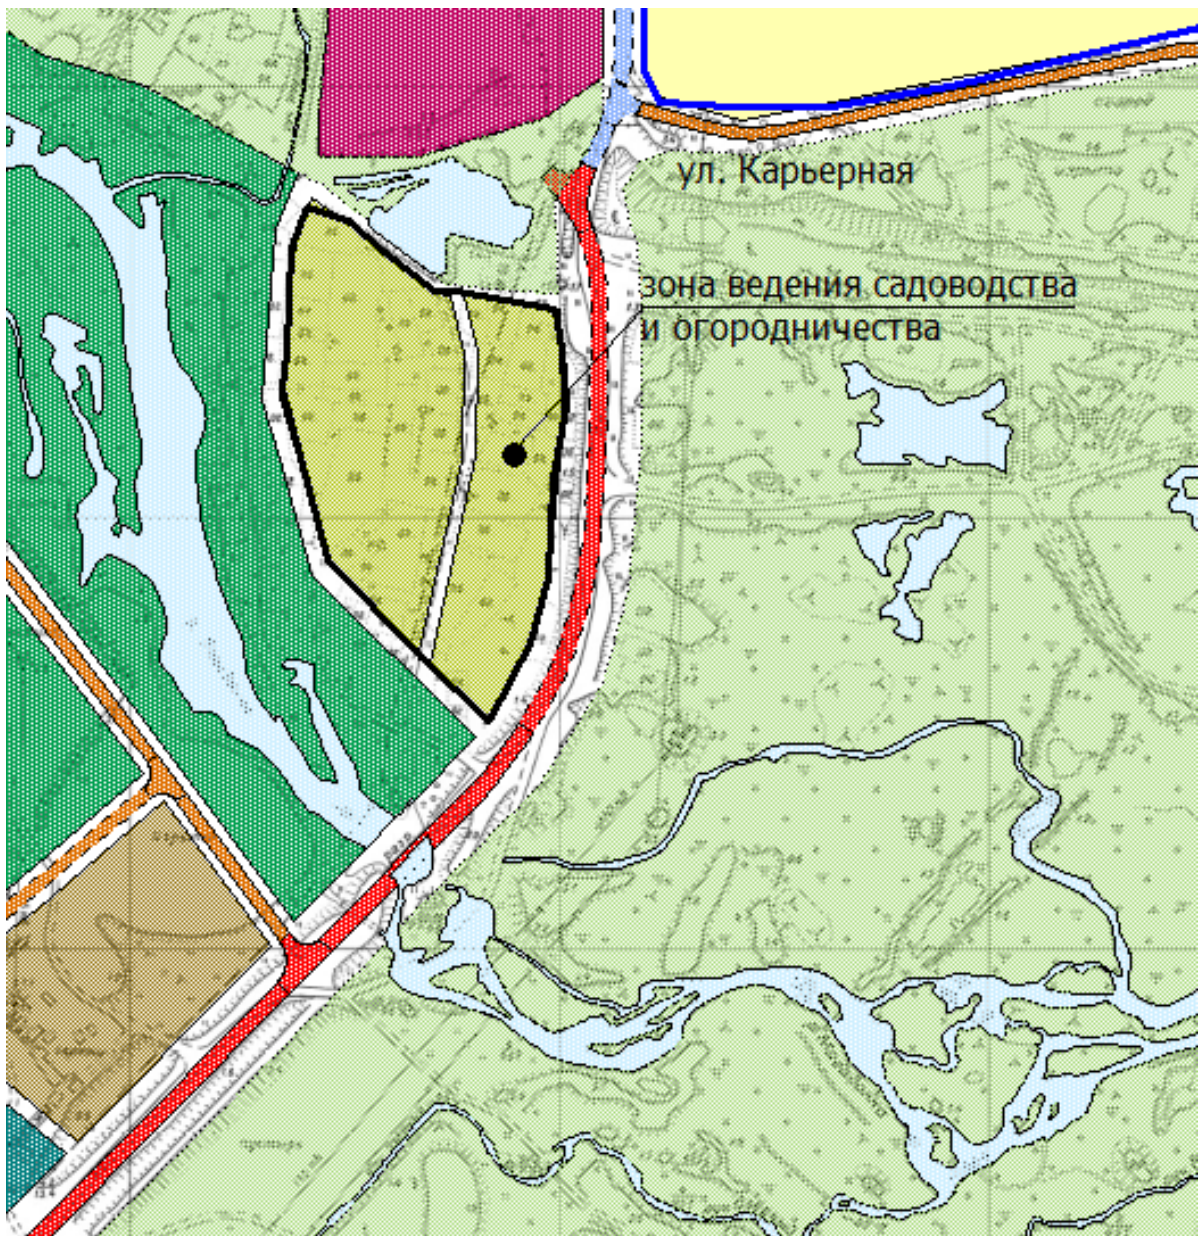 ул. Карьерная
зона ведения садоводства
и огородничества